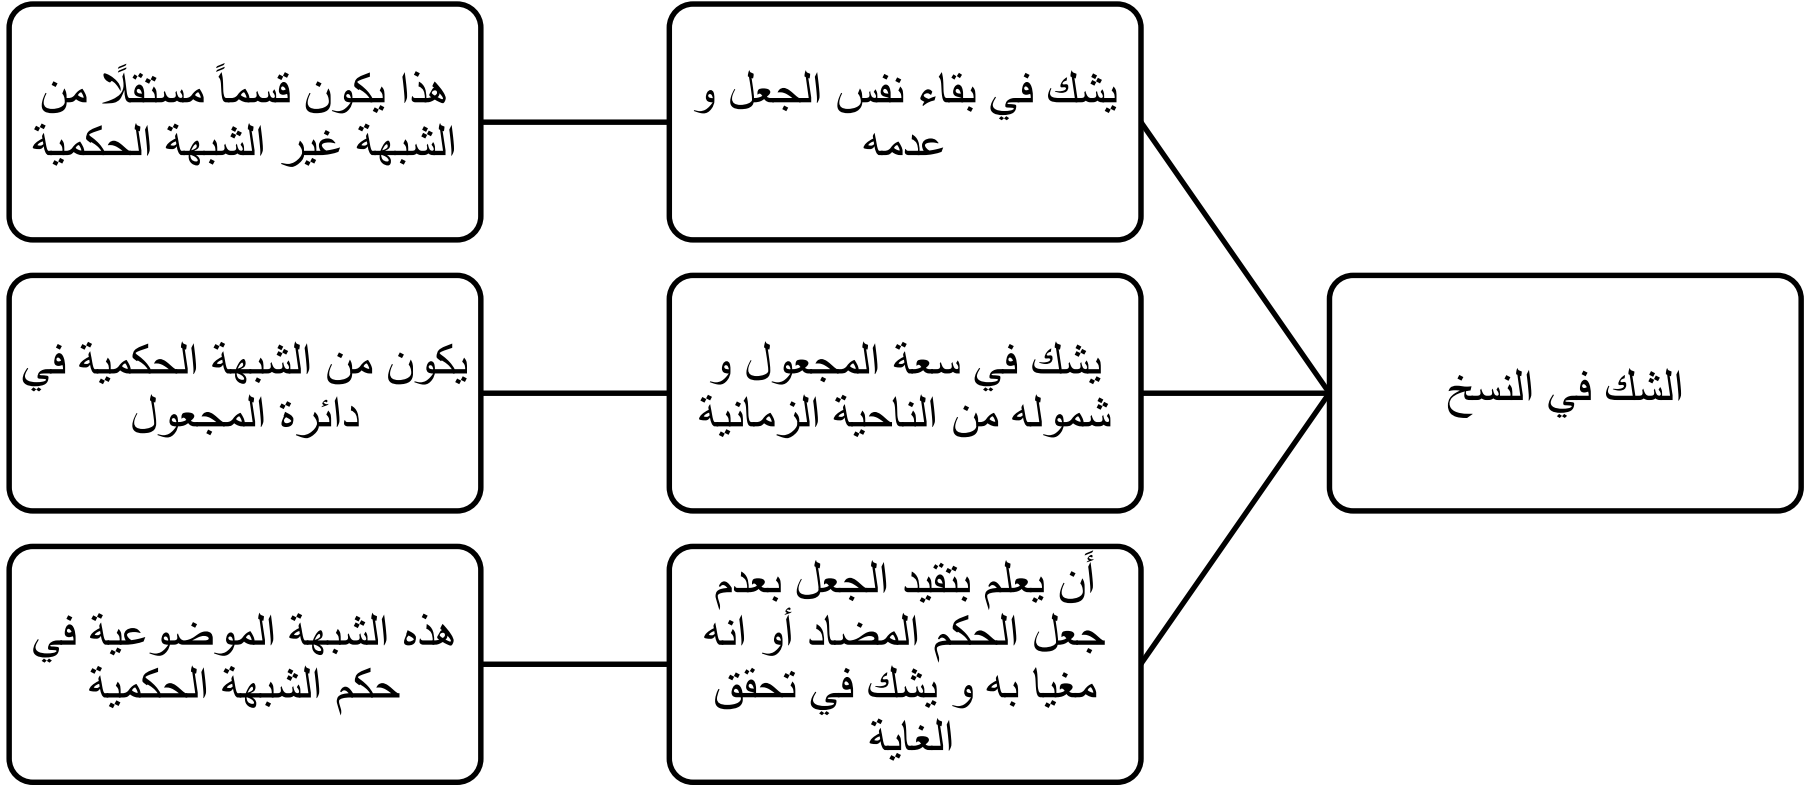 الشك في النسخ
يشك في بقاء نفس الجعل و
عدمه
هذا يكون قسماً مستقلًا من
الشبهة غير الشبهة الحكمية
يشك في سعة المجعول و
شموله من الناحية الزمانية
يكون من الشبهة الحكمية في
دائرة المجعول
أَن يعلم بتقيد الجعل بعدم
جعل الحكم المضاد أو انه
مغيا به و يشك في تحقق
الغاية
هذه الشبهة الموضوعية في
حكم الشبهة الحكمية